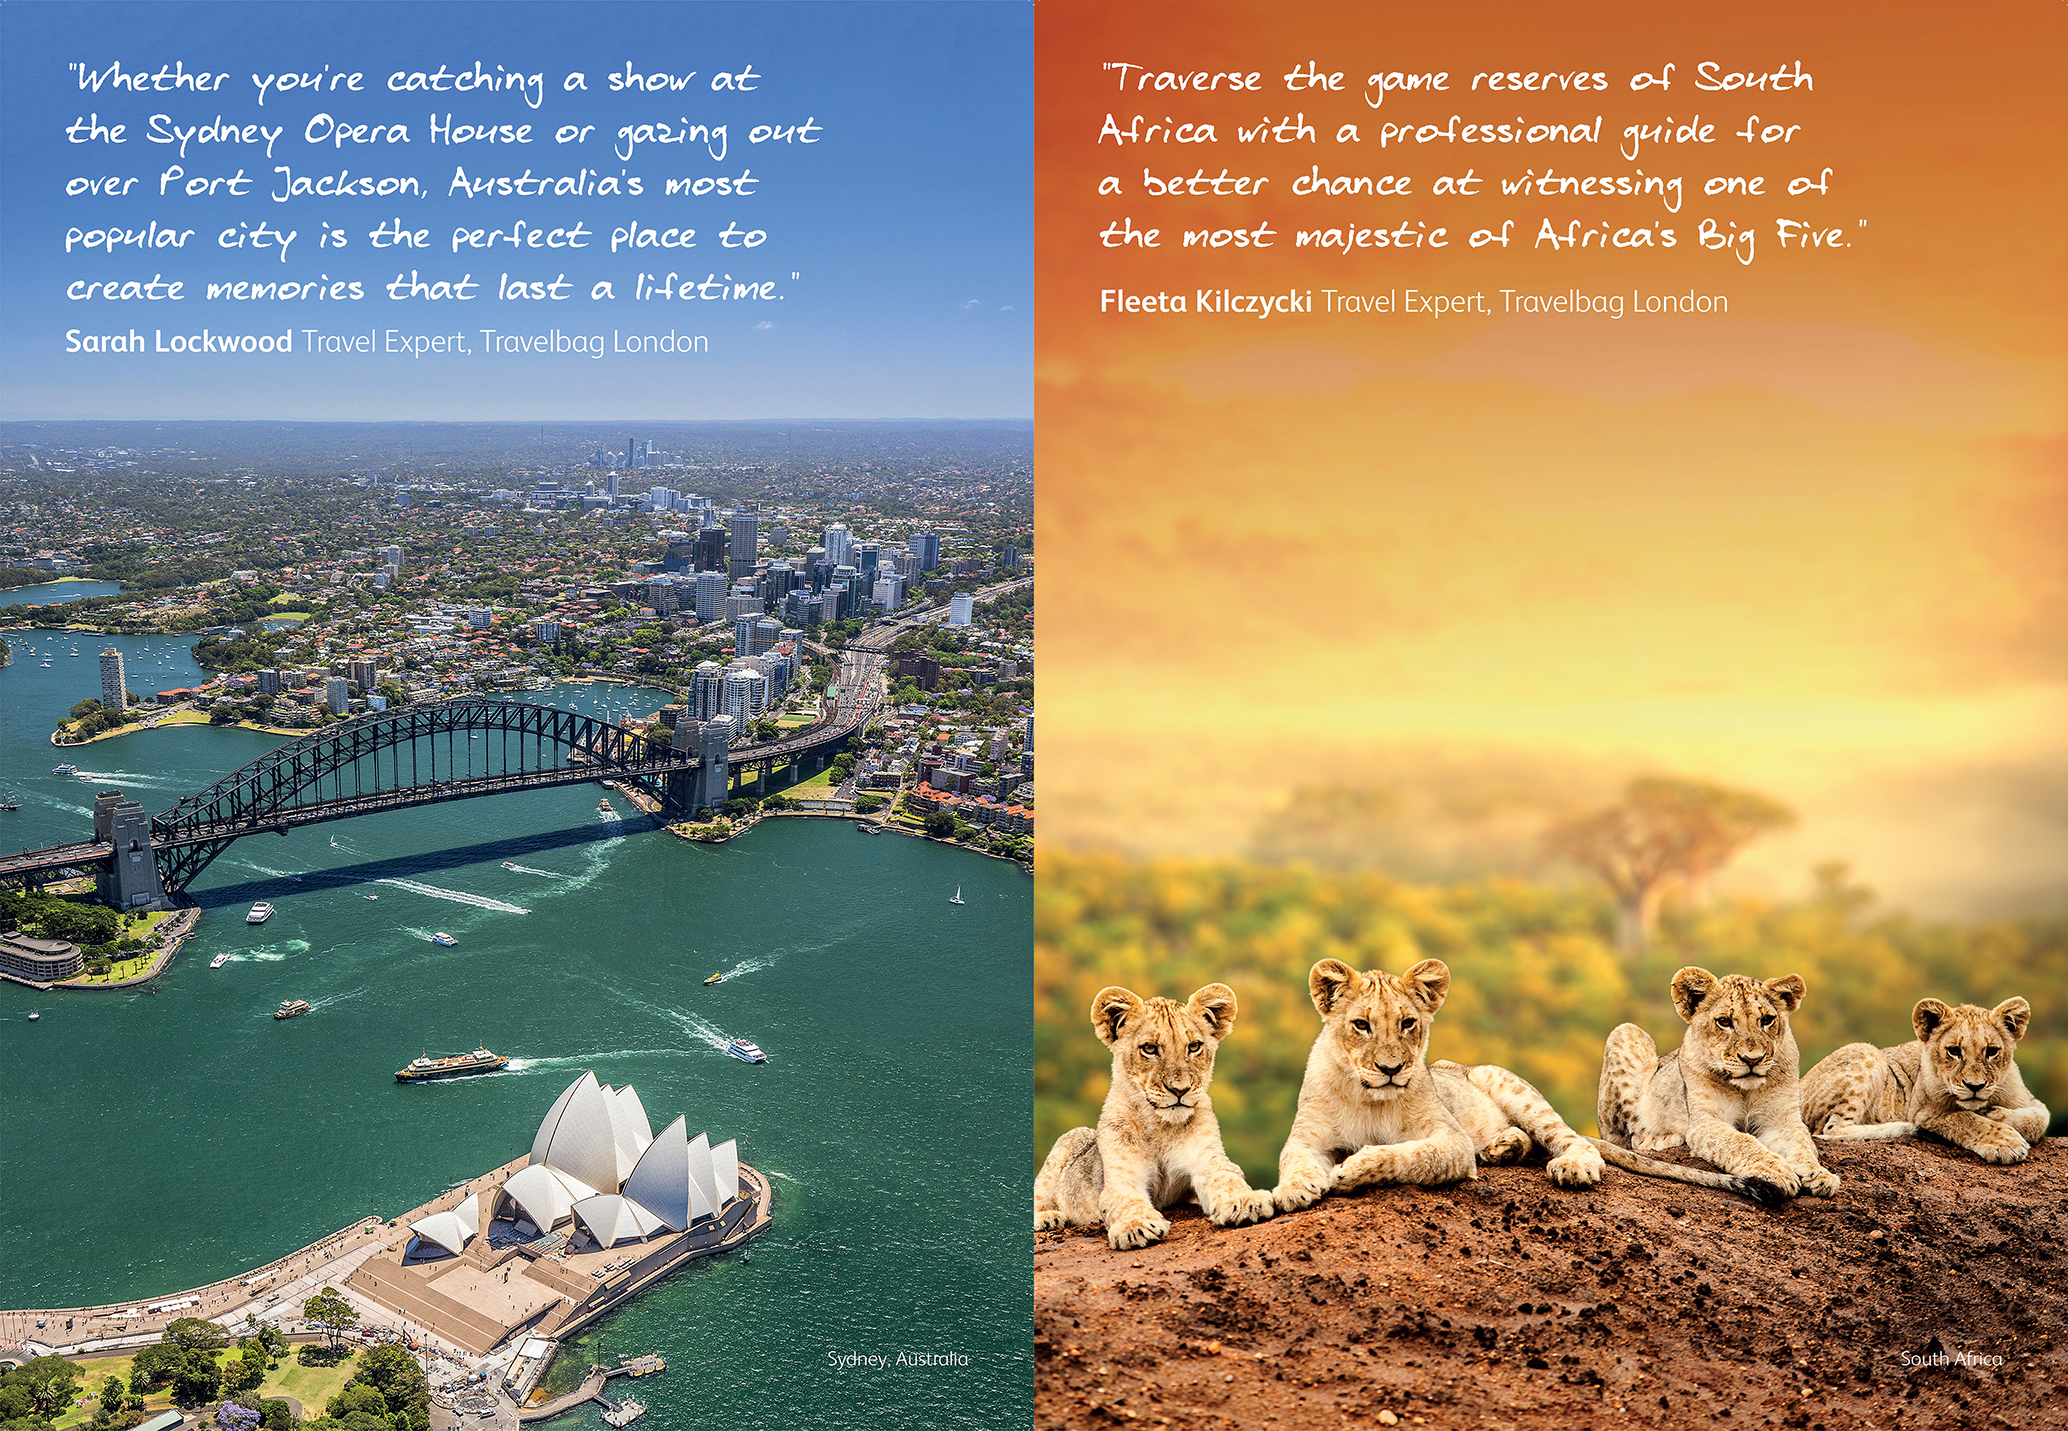 "Whether you're catching a show at
the Sydney Opera House or gazing out
over Port Jackson, Australia's most
popular city is the perfect place to
create memories that last a lifetime."
Sarah Lockwood Travel Expert, Travelbag London
Sydney, Australia
"Traverse the game reserves of South
Africa with a professional guide for
a better chance at witnessing one of
the most majestic of Africa's Big Five."
Fleeta Kilczycki Travel Expert, Travelbag London
South Africa